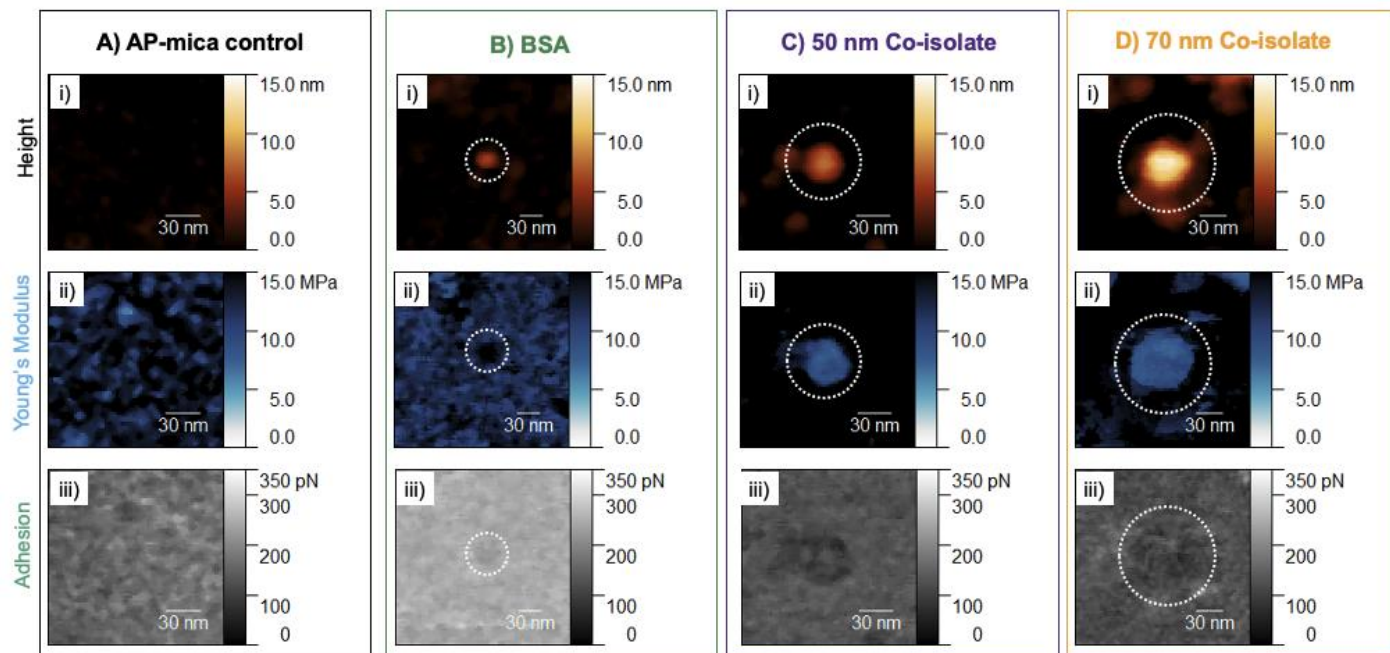 A) AP-mica control
B) BSA
C) 50 nm Co-isolate
D) 70 nm Co-isolate
Height
i)
30 nm
15.0 nm
10.0
5.0
0.0
i)
30 nm
15.0 nm
10.0
5.0
0.0
i)
30 nm
15.0 nm
10.0
5.0
0.0
i)
30 nm
15.0 nm
10.0
5.0
0.0
Young's Modulus
ii)
30 nm
15.0 MPa
10.0
5.0
0.0
ii)
30 nm
15.0 MPa
10.0
5.0
0.0
ii)
30 nm
15.0 MPa
10.0
5.0
0.0
ii)
30 nm
15.0 MPa
10.0
5.0
0.0
Adhesion
iii)
30 nm
350 pN
300
200
100
0
iii)
30 nm
350 pN
300
200
100
0
iii)
30 nm
350 pN
300
200
100
0
iii)
30 nm
350 pN
300
200
100
0